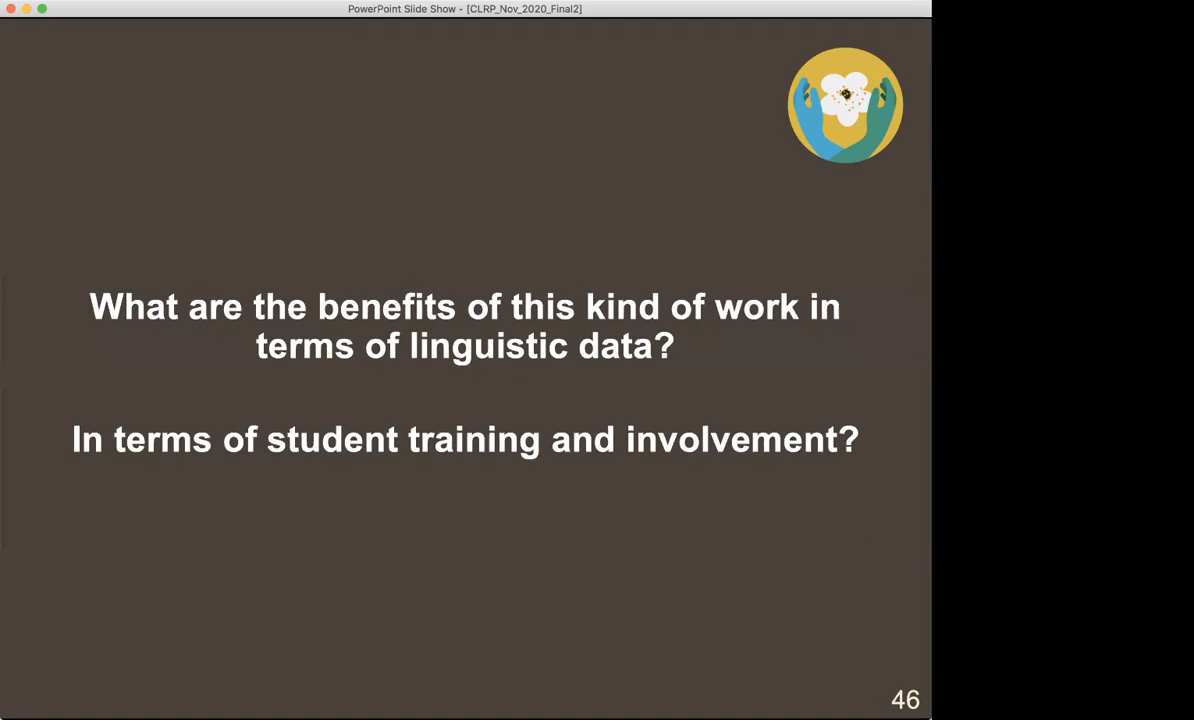 PowerPoint Slide Show - [CLRP_Nov_2020_Final2]
What are the benefits of this kind of work in
terms of linguistic data?
In terms of student training and involvement?
46